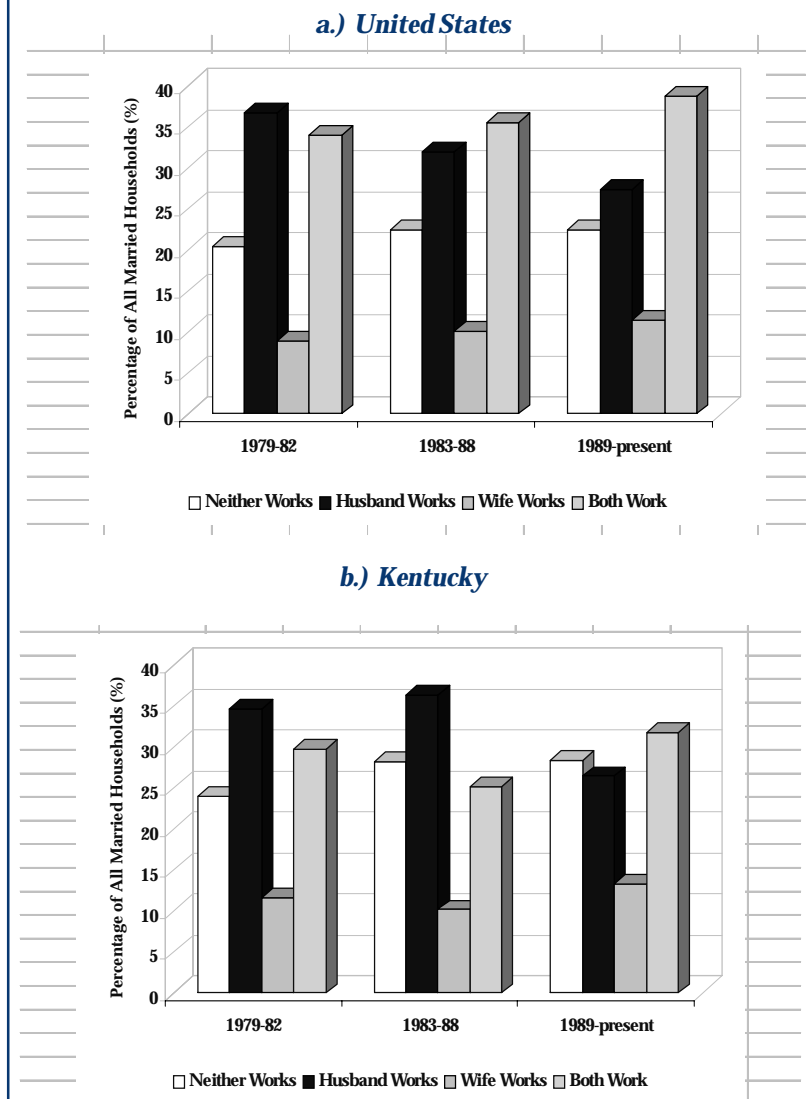 a.) United States
Percentage of All Married Households (%)
40
35
30
25
20
15
10
5
0
1979-82 1983-88 1989-present
Neither Works Husband Works Wife Works Both Work
b.) Kentucky
Percentage of All Married Households (%)
40
35
30
25
20
15
10
5
0
1979-82 1983-88 1989-present
Neither Works Husband Works Wife Works Both Work